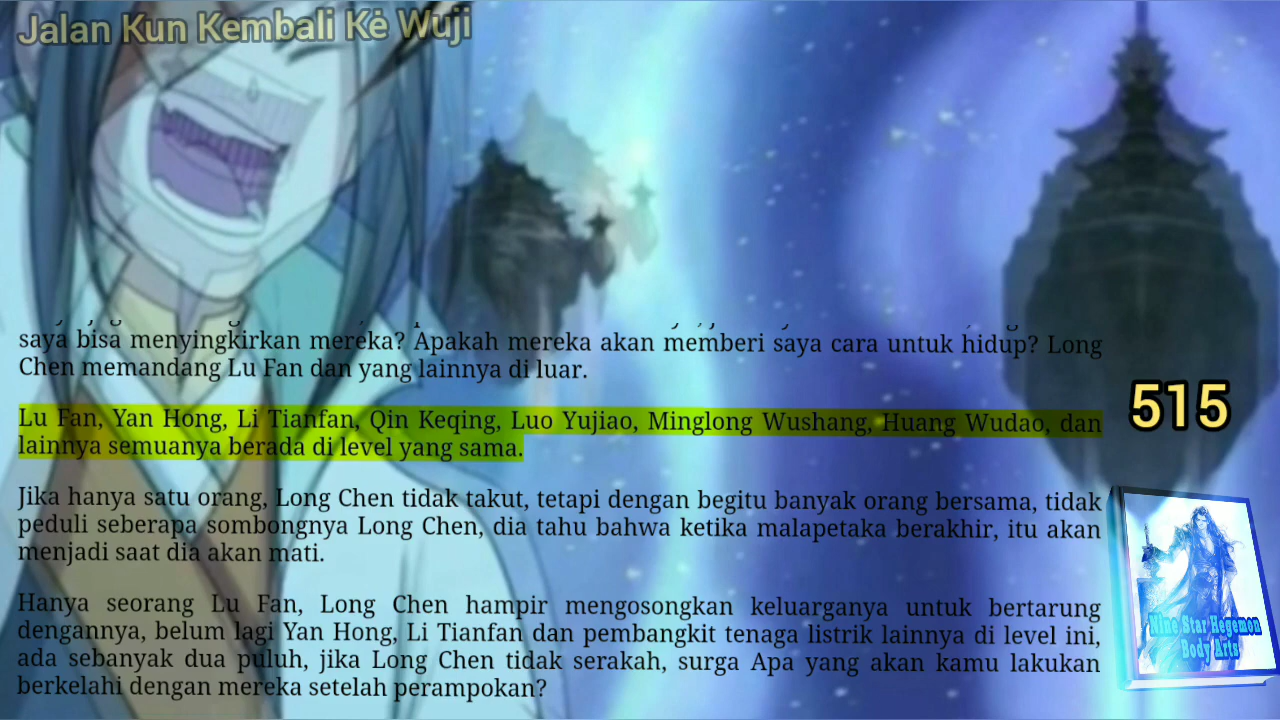 Jalan Kun Kembali Kė Wuji
saya bisa menyingkirkan mereka? Apakah mereka akan memberi saya cara untuk hidup? Long
Chen memandang Lu Fan dan yang lainnya di luar.
Lu Fan, Yan Hong, Li Tianfan, Qin Keqing, Luo Yujiao, Minglong Wushang, Huang Wudao, dan
lainnya semuanya berada di level yang sama.
515
Jika hanya satu orang, Long Chen tidak takut, tetapi dengan begitu banyak orang bersama, tidak
peduli seberapa sombongnya Long Chen, dia tahu bahwa ketika malapetaka berakhir, itu akan
menjadi saat dia akan mati.
Hanya seorang Lu Fan, Long Chen hampir mengosongkan keluarganya untuk bertarung
dengannya, belum lagi Yan Hong, Li Tianfan dan pembangkit tenaga listrik lainnya di level ini,
ada sebanyak dua puluh, jika Long Chen tidak serakah, surga Apa yang akan kamu lakukan
berkelahi dengan mereka setelah perampokan?
Nine Star Hegemon
Body Arts